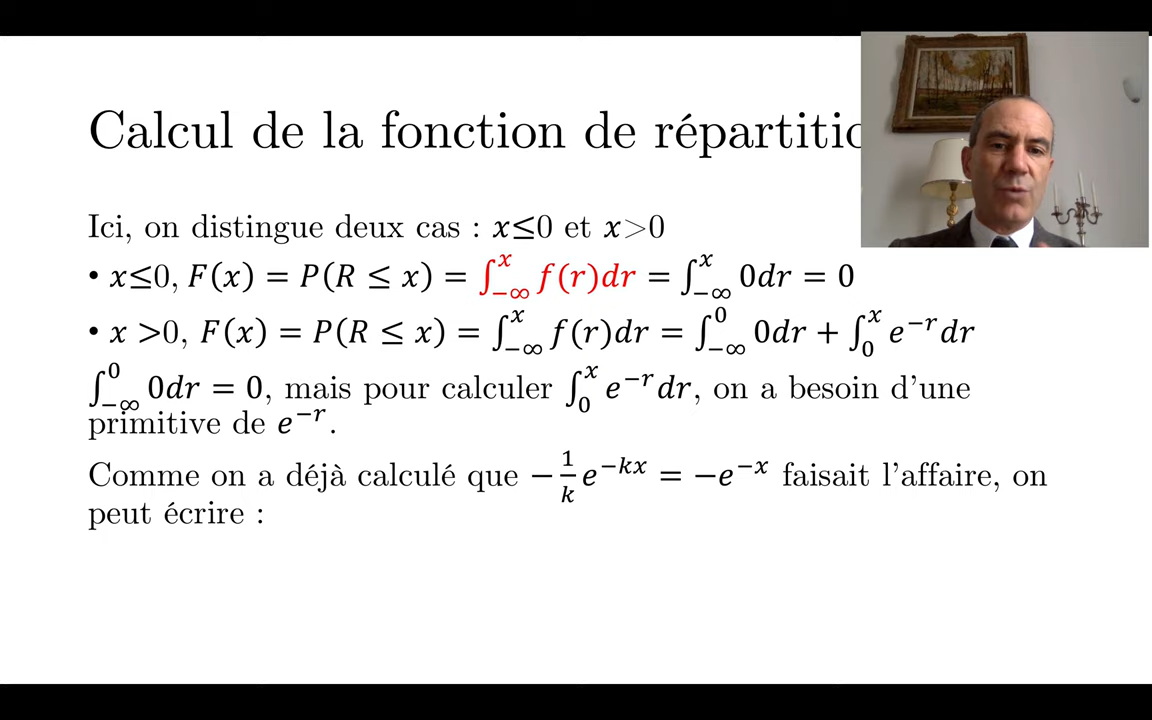 Calcul de la fonction de répartitio
Ici, on distingue deux cas : x≤0 et x>0
• x≤0, F(x) = P(R ≤ x) = ∫_{−∞}^{x} f(r)dr = ∫_{−∞}^{x} 0dr = 0
• x >0, F(x) = P(R ≤ x) = ∫_{−∞}^{x} f(r)dr = ∫_{−∞}^{0} 0dr + ∫_{0}^{x} e^{−r}dr
∫_{−∞}^{0} 0dr = 0, mais pour calculer ∫_{0}^{x} e^{−r}dr, on a besoin d'une
primitive de e^{−r}.
Comme on a déjà calculé que −\frac{1}{k}e^{−kx} = −e^{−x} faisait l'affaire, on
peut écrire :